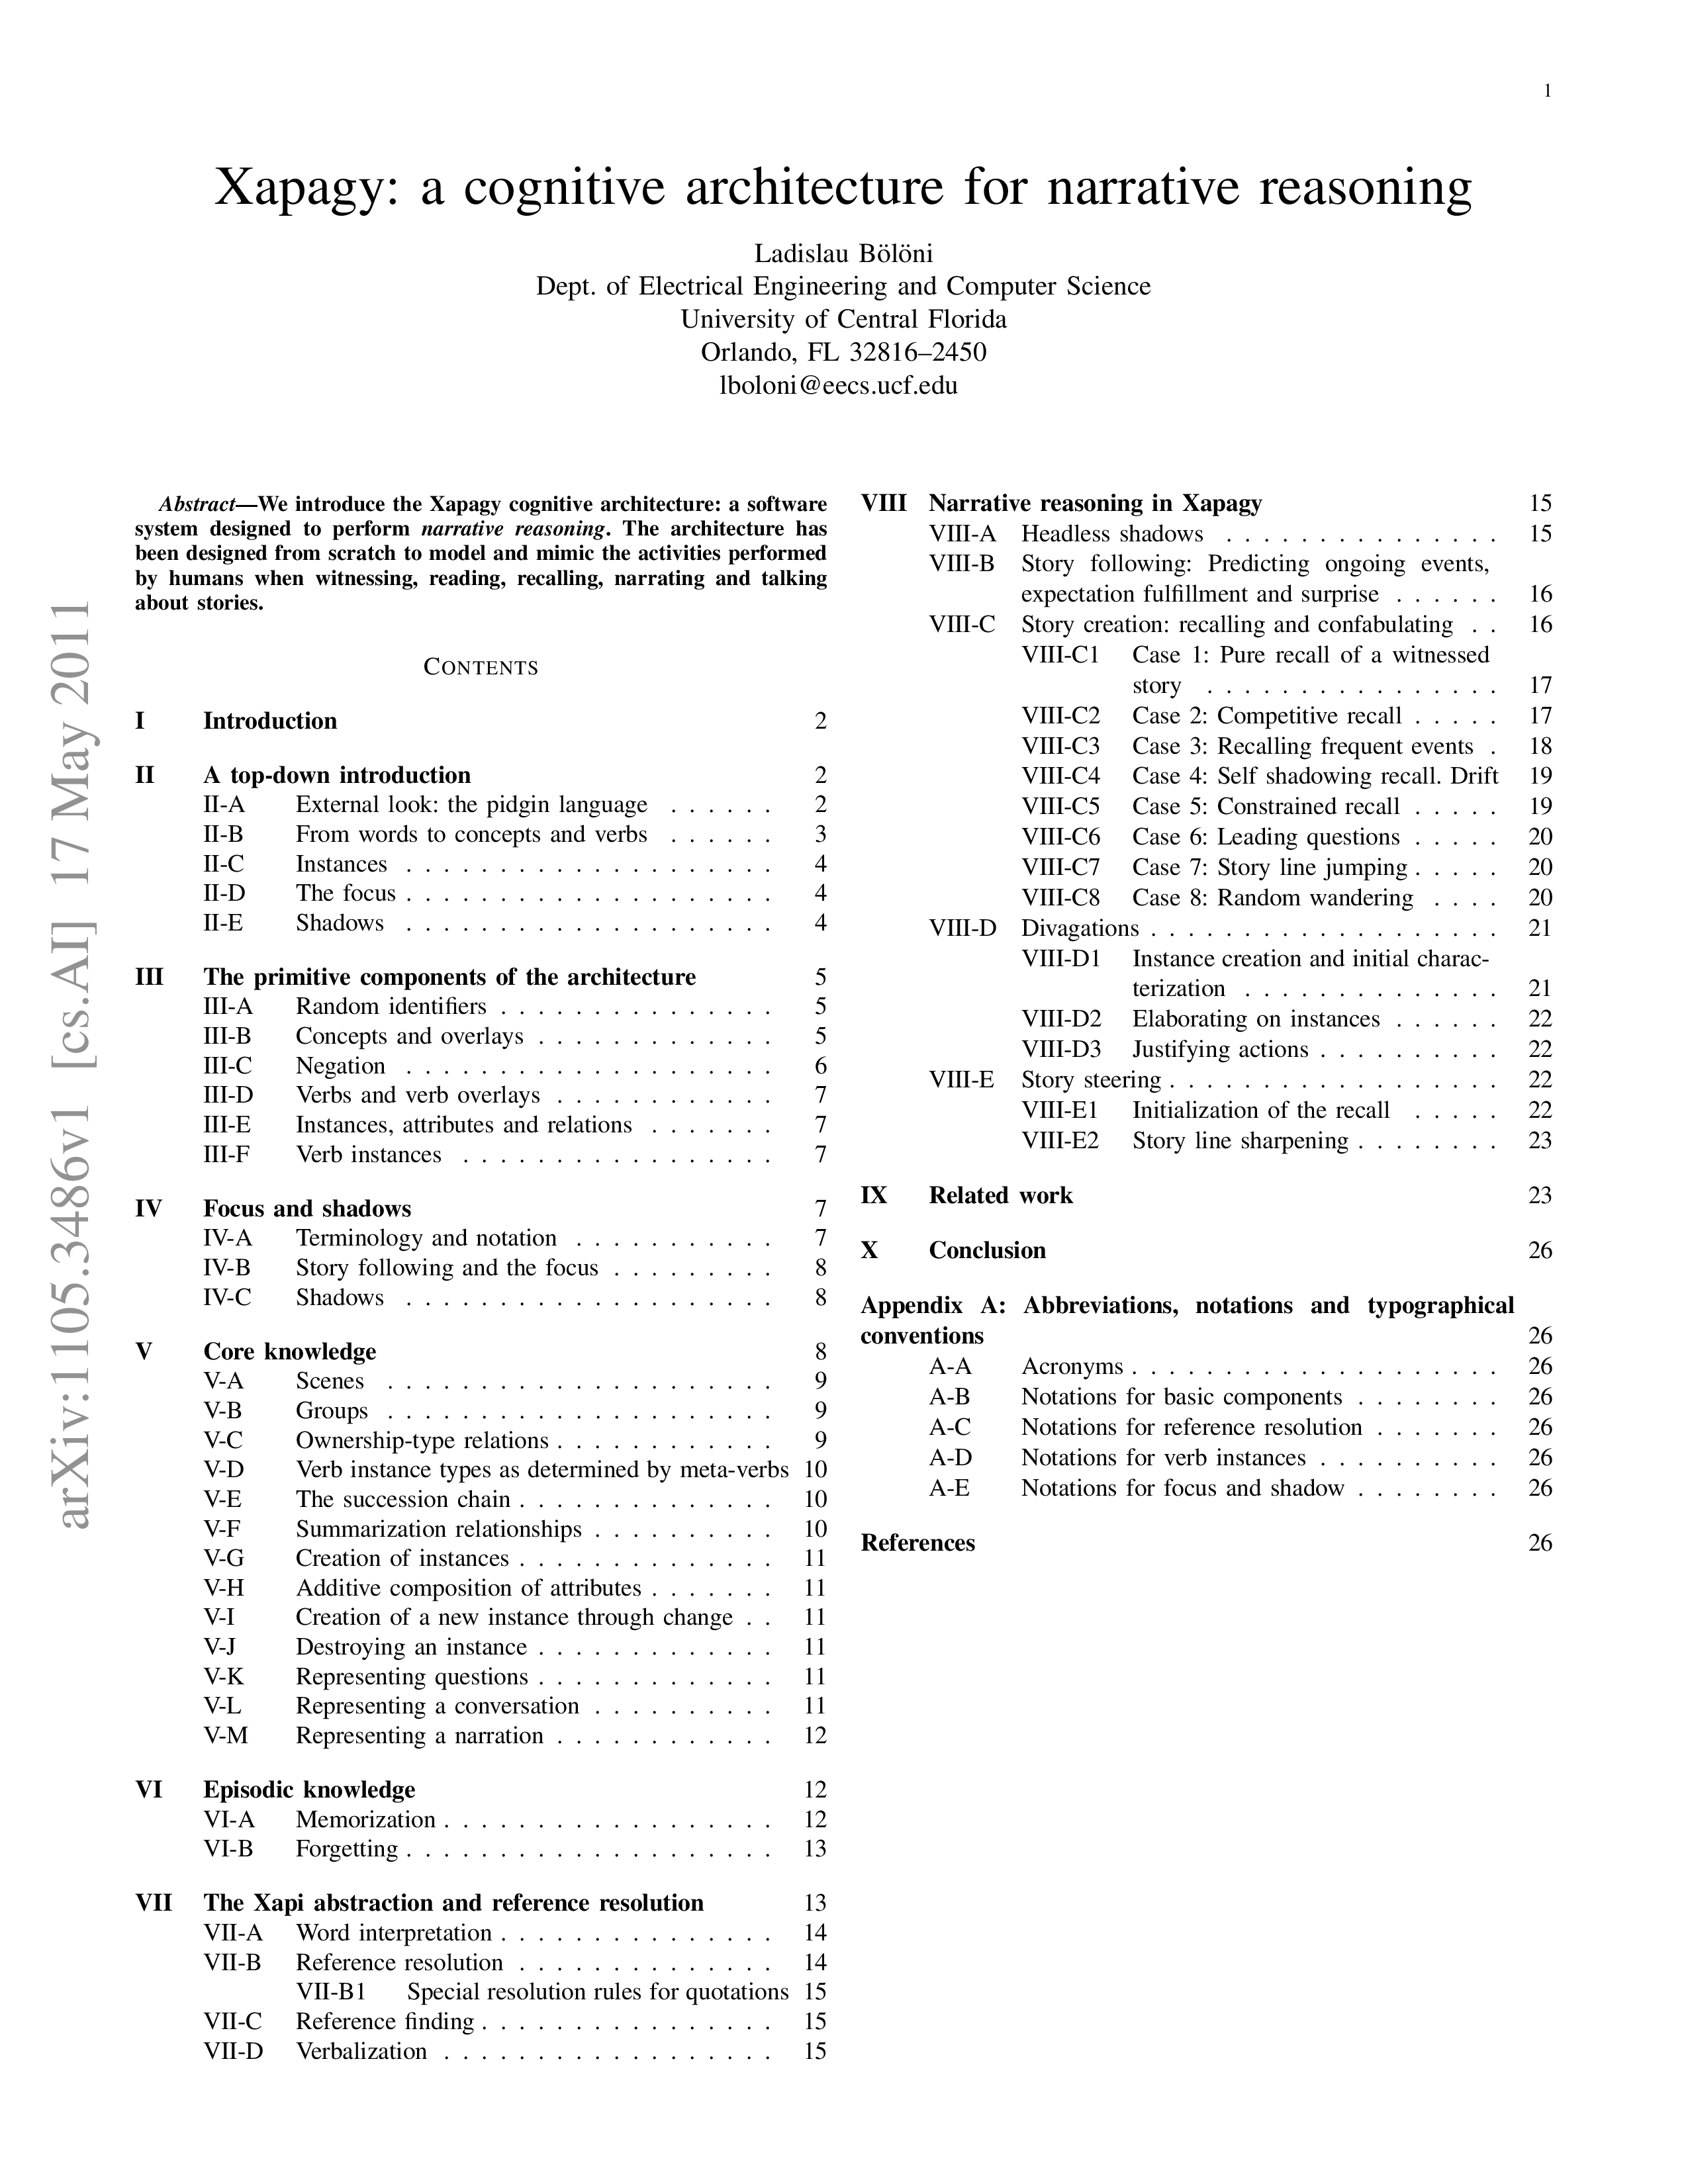 1
Xapagy: a cognitive architecture for narrative reasoning
Ladislau Bölöni
Dept. of Electrical Engineering and Computer Science
University of Central Florida
Orlando, FL 32816–2450
lboloni@eecs.ucf.edu
arXiv:1105.3486v1 [cs.AI] 17 May 2011
Abstract—We introduce the Xapagy cognitive architecture: a software
system designed to perform narrative reasoning. The architecture has
been designed from scratch to model and mimic the activities performed
by humans when witnessing, reading, recalling, narrating and talking
about stories.
CONTENTS
I Introduction 2
II A top-down introduction 2
II-A External look: the pidgin language . . . . . . 2
II-B From words to concepts and verbs . . . . . . 3
II-C Instances . . . . . . . . . . . . . . . . . . . . 4
II-D The focus . . . . . . . . . . . . . . . . . . . . 4
II-E Shadows . . . . . . . . . . . . . . . . . . . . 4
III The primitive components of the architecture 5
III-A Random identifiers . . . . . . . . . . . . . . . 5
III-B Concepts and overlays . . . . . . . . . . . . . 5
III-C Negation . . . . . . . . . . . . . . . . . . . . 6
III-D Verbs and verb overlays . . . . . . . . . . . . 7
III-E Instances, attributes and relations . . . . . . . 7
III-F Verb instances . . . . . . . . . . . . . . . . . 7
IV Focus and shadows 7
IV-A Terminology and notation . . . . . . . . . . . 7
IV-B Story following and the focus . . . . . . . . . 8
IV-C Shadows . . . . . . . . . . . . . . . . . . . . 8
V Core knowledge 8
V-A Scenes . . . . . . . . . . . . . . . . . . . . . 9
V-B Groups . . . . . . . . . . . . . . . . . . . . . 9
V-C Ownership-type relations . . . . . . . . . . . . 9
V-D Verb instance types as determined by meta-verbs 10
V-E The succession chain . . . . . . . . . . . . . . 10
V-F Summarization relationships . . . . . . . . . . 10
V-G Creation of instances . . . . . . . . . . . . . . 11
V-H Additive composition of attributes . . . . . . . 11
V-I Creation of a new instance through change . . 11
V-J Destroying an instance . . . . . . . . . . . . . 11
V-K Representing questions . . . . . . . . . . . . . 11
V-L Representing a conversation . . . . . . . . . . 11
V-M Representing a narration . . . . . . . . . . . . 12
VI Episodic knowledge 12
VI-A Memorization . . . . . . . . . . . . . . . . . . 12
VI-B Forgetting . . . . . . . . . . . . . . . . . . . . 13
VII The Xapi abstraction and reference resolution 13
VII-A Word interpretation . . . . . . . . . . . . . . . 14
VII-B Reference resolution . . . . . . . . . . . . . . 14
VII-B1 Special resolution rules for quotations 15
VII-C Reference finding . . . . . . . . . . . . . . . . 15
VII-D Verbalization . . . . . . . . . . . . . . . . . . 15
VIII Narrative reasoning in Xapagy 15
VIII-A Headless shadows . . . . . . . . . . . . . . . 15
VIII-B Story following: Predicting ongoing events,
expectation fulfillment and surprise . . . . . . 16
VIII-C Story creation: recalling and confabulating . . 16
VIII-C1 Case 1: Pure recall of a witnessed
story . . . . . . . . . . . . . . . . 17
VIII-C2 Case 2: Competitive recall . . . . . 17
VIII-C3 Case 3: Recalling frequent events . 18
VIII-C4 Case 4: Self shadowing recall. Drift 19
VIII-C5 Case 5: Constrained recall . . . . . 19
VIII-C6 Case 6: Leading questions . . . . . 20
VIII-C7 Case 7: Story line jumping . . . . . 20
VIII-C8 Case 8: Random wandering . . . . 20
VIII-D Divagations . . . . . . . . . . . . . . . . . . . 21
VIII-D1 Instance creation and initial charac-
terization . . . . . . . . . . . . . . 21
VIII-D2 Elaborating on instances . . . . . . 22
VIII-D3 Justifying actions . . . . . . . . . . 22
VIII-E Story steering . . . . . . . . . . . . . . . . . . 22
VIII-E1 Initialization of the recall . . . . . 22
VIII-E2 Story line sharpening . . . . . . . . 23
IX Related work 23
X Conclusion 26
Appendix A: Abbreviations, notations and typographical
conventions 26
A-A Acronyms . . . . . . . . . . . . . . . . . . . . 26
A-B Notations for basic components . . . . . . . . 26
A-C Notations for reference resolution . . . . . . . 26
A-D Notations for verb instances . . . . . . . . . . 26
A-E Notations for focus and shadow . . . . . . . . 26
References 26